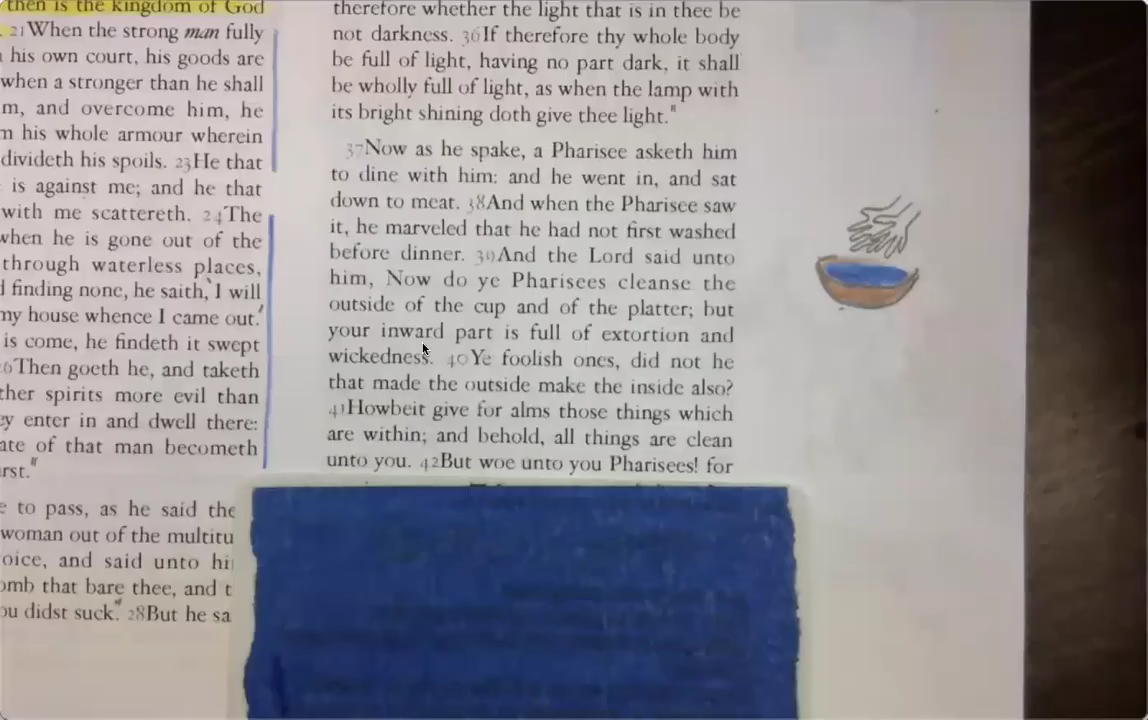 then is the kingdom of God
21When the strong man fully
his own court, his goods are
when a stronger than he shall
m, and overcome him, he
m his whole armour wherein
divideth his spoils. 23He that
is against me; and he that
with me scattereth. 24The
when he is gone out of the
through waterless places,
finding none, he saith, 'I will
my house whence I came out.'
is come, he findeth it swept
Then goeth he, and taketh
ther spirits more evil than
ey enter in and dwell there:
ate of that man becometh
rst."
to pass, as he said the
woman out of the multitu
oice, and said unto hi
omb that bare thee, and t
ou didst suck." 28But he sa
therefore whether the light that is in thee be
not darkness. 36If therefore thy whole body
be full of light, having no part dark, it shall
be wholly full of light, as when the lamp with
its bright shining doth give thee light."
37Now as he spake, a Pharisee asketh him
to dine with him: and he went in, and sat
down to meat. 38And when the Pharisee saw
it, he marveled that he had not first washed
before dinner. 39And the Lord said unto
him, Now do ye Pharisees cleanse the
outside of the cup and of the platter; but
your inward part is full of extortion and
wickedness. 40Ye foolish ones, did not he
that made the outside make the inside also?
41Howbeit give for alms those things which
are within; and behold, all things are clean
unto you. 42But woe unto you Pharisees! for